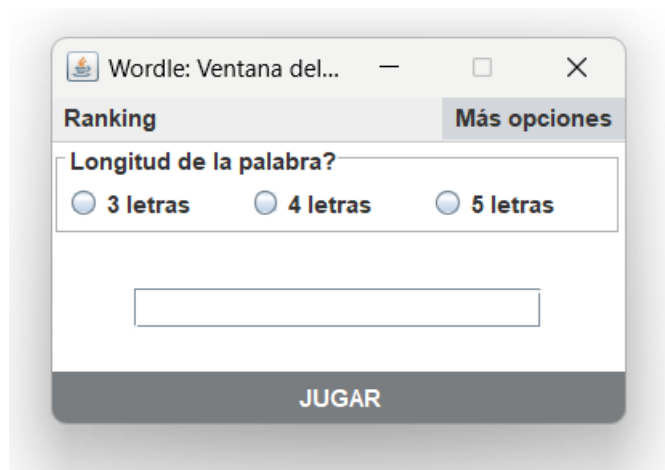 Wordle: Ventana del...
Ranking Más opciones
Longitud de la palabra?
3 letras 4 letras 5 letras
JUGAR